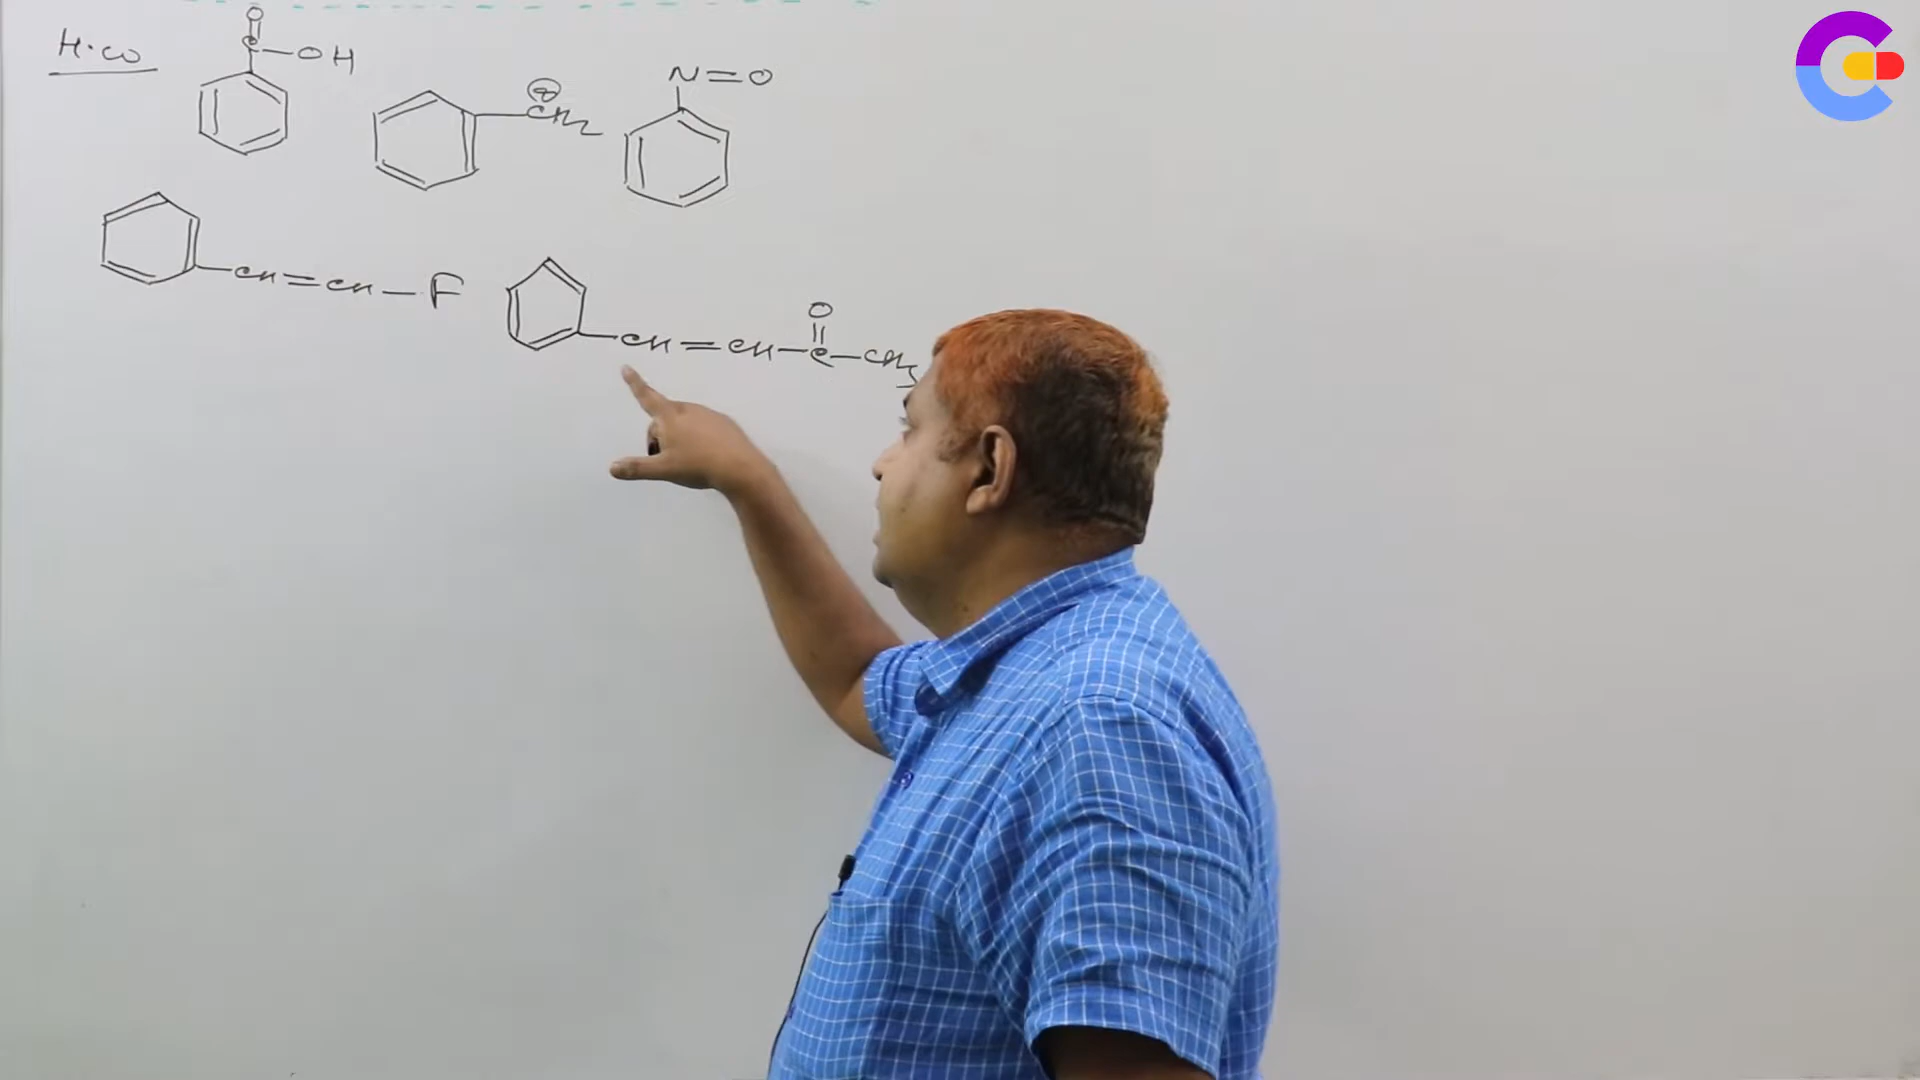 H.W
O
C—OH
⊕
CH2
N=O
CH=CH—F
O
CH=CH—C—CH3